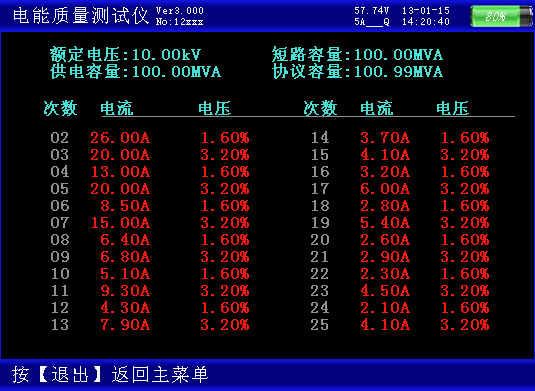 电能质量测试仪 Ver3.000 57.74V 13-01-15
No:12xxx 5A___Q 14:20:40 80%
额定电压:10.00kV 短路容量:100.00MVA
供电容量:100.00MVA 协议容量:100.99MVA
次数 电流 电压 次数 电流 电压
02 26.00A 1.60% 14 3.70A 1.60%
03 20.00A 3.20% 15 4.10A 3.20%
04 13.00A 1.60% 16 3.20A 1.60%
05 20.00A 3.20% 17 6.00A 3.20%
06 8.50A 1.60% 18 2.80A 1.60%
07 15.00A 3.20% 19 5.40A 3.20%
08 6.40A 1.60% 20 2.60A 1.60%
09 6.80A 3.20% 21 2.90A 3.20%
10 5.10A 1.60% 22 2.30A 1.60%
11 9.30A 3.20% 23 4.50A 3.20%
12 4.30A 1.60% 24 2.10A 1.60%
13 7.90A 3.20% 25 4.10A 3.20%
按【退出】返回主菜单